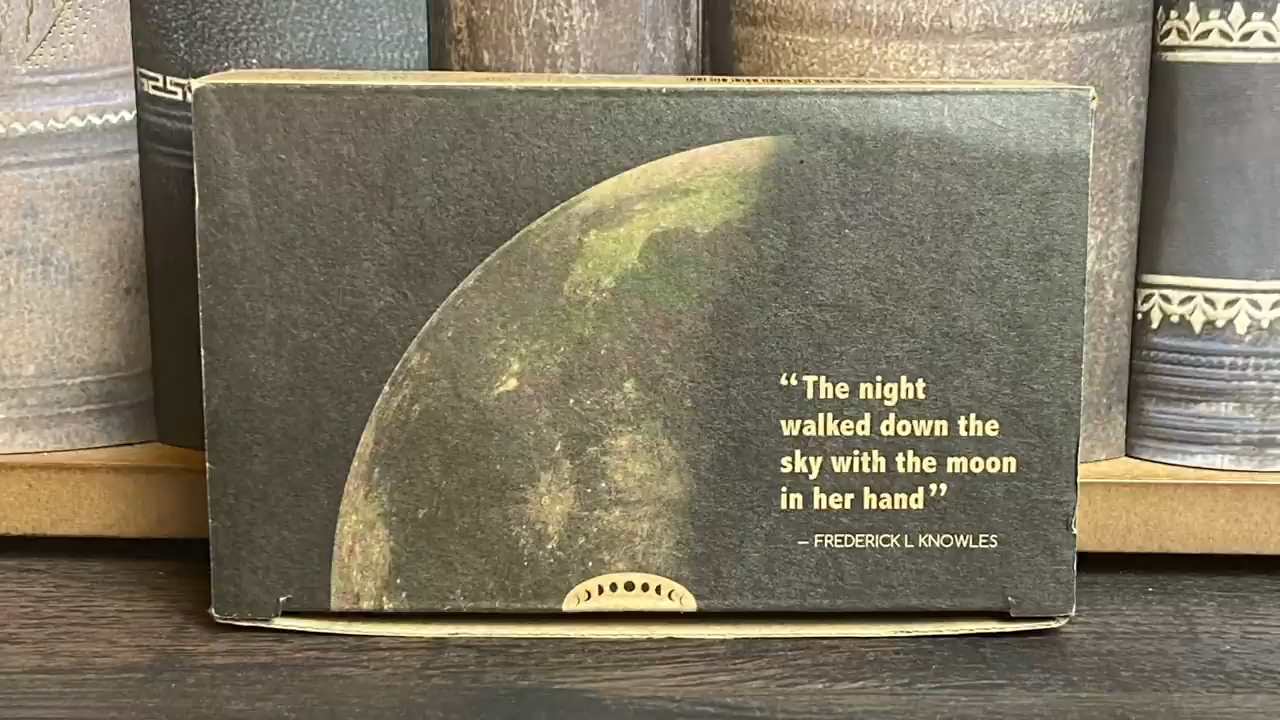 “The night
walked down the
sky with the moon
in her hand”
– FREDERICK L KNOWLES